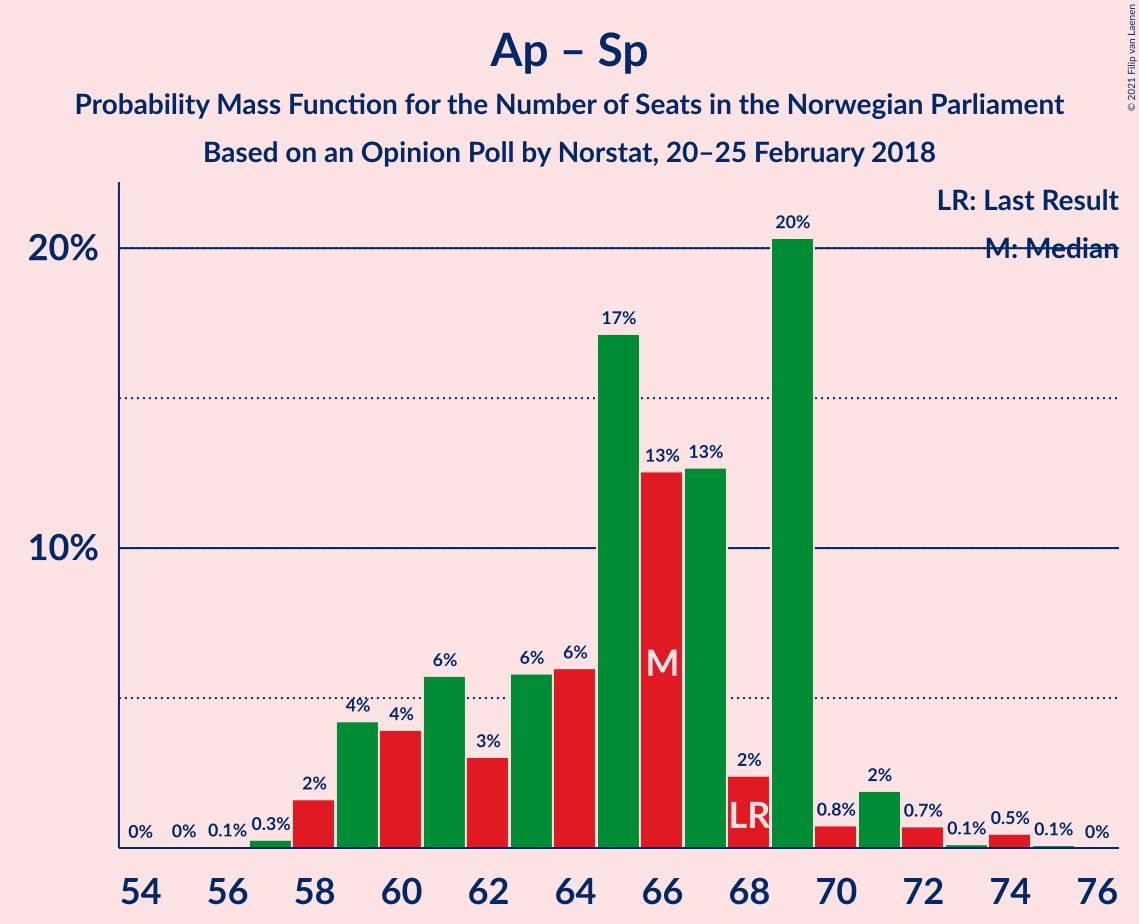 Ap – Sp
Probability Mass Function for the Number of Seats in the Norwegian Parliament
Based on an Opinion Poll by Norstat, 20–25 February 2018
© 2021 Filip van Laenen
LR: Last Result
M: Median
20%
10%
0%
0%
0.1%
0.3%
2%
4%
4%
6%
3%
6%
6%
17%
13%
13%
2%
20%
0.8%
2%
0.7%
0.1%
0.5%
0.1%
0%
M
LR
54 56 58 60 62 64 66 68 70 72 74 76